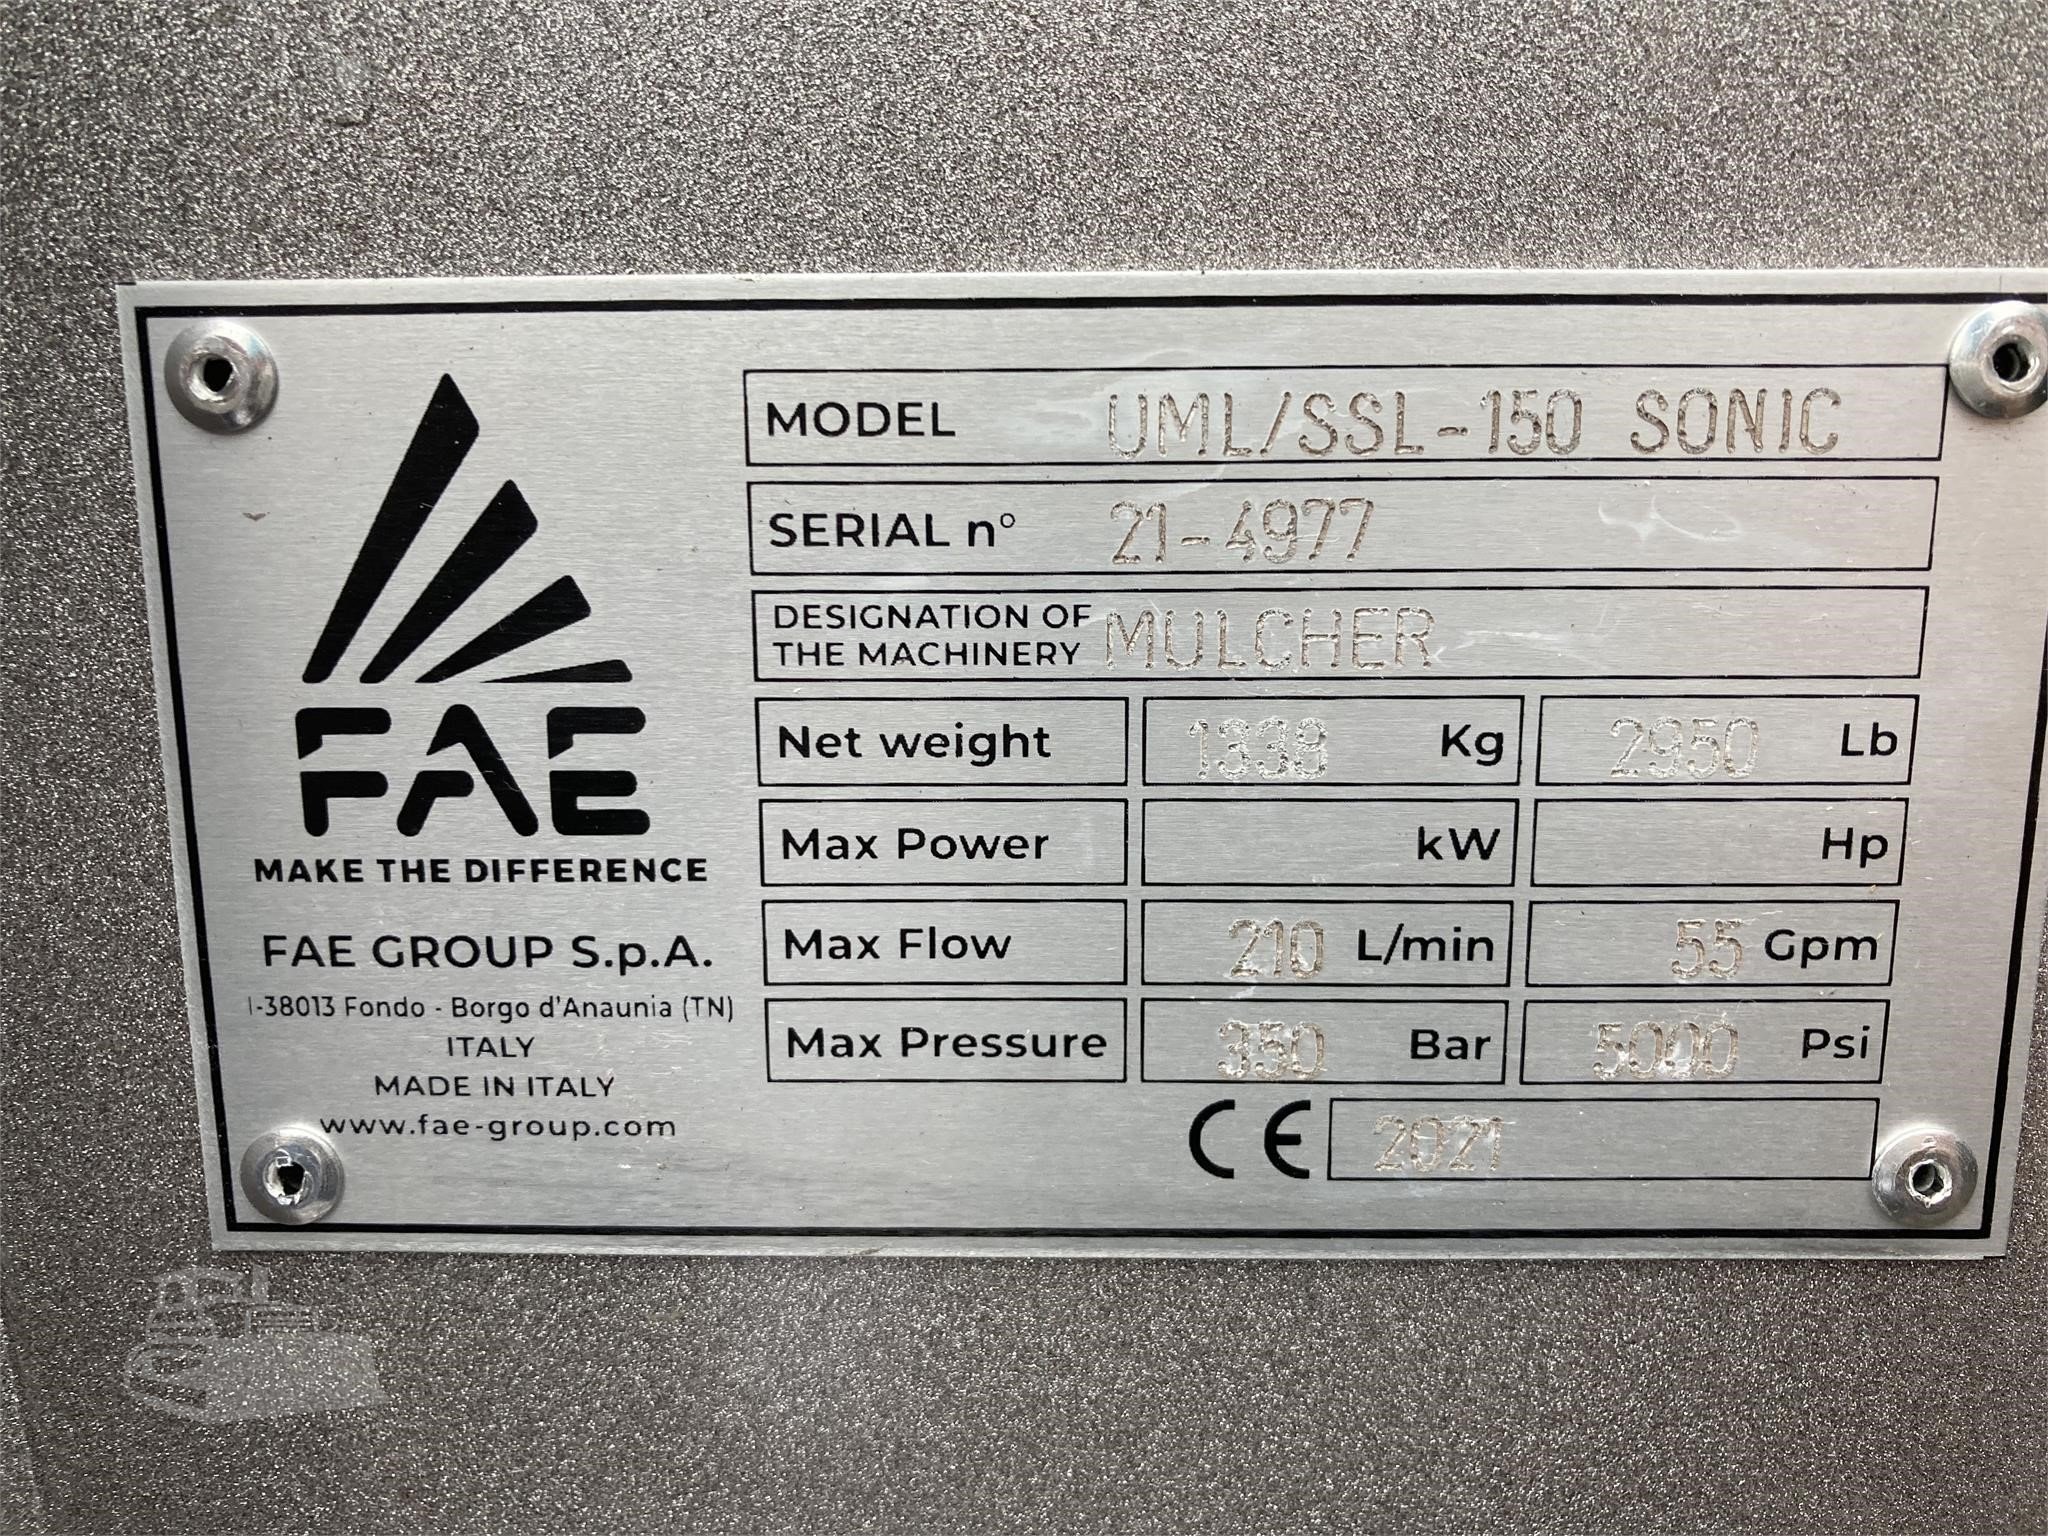 FAE
MAKE THE DIFFERENCE
FAE GROUP S.p.A.
I-38013 Fondo - Borgo d'Anaunia (TN)
ITALY
MADE IN ITALY
www.fae-group.com
MODEL UML/SSL-150 SONIC
SERIAL n° 21-4977
DESIGNATION OF
THE MACHINERY MULCHER
Net weight 1338 Kg 2950 Lb
Max Power kW Hp
Max Flow 210 L/min 55 Gpm
Max Pressure 350 Bar 5000 Psi
CE 2021